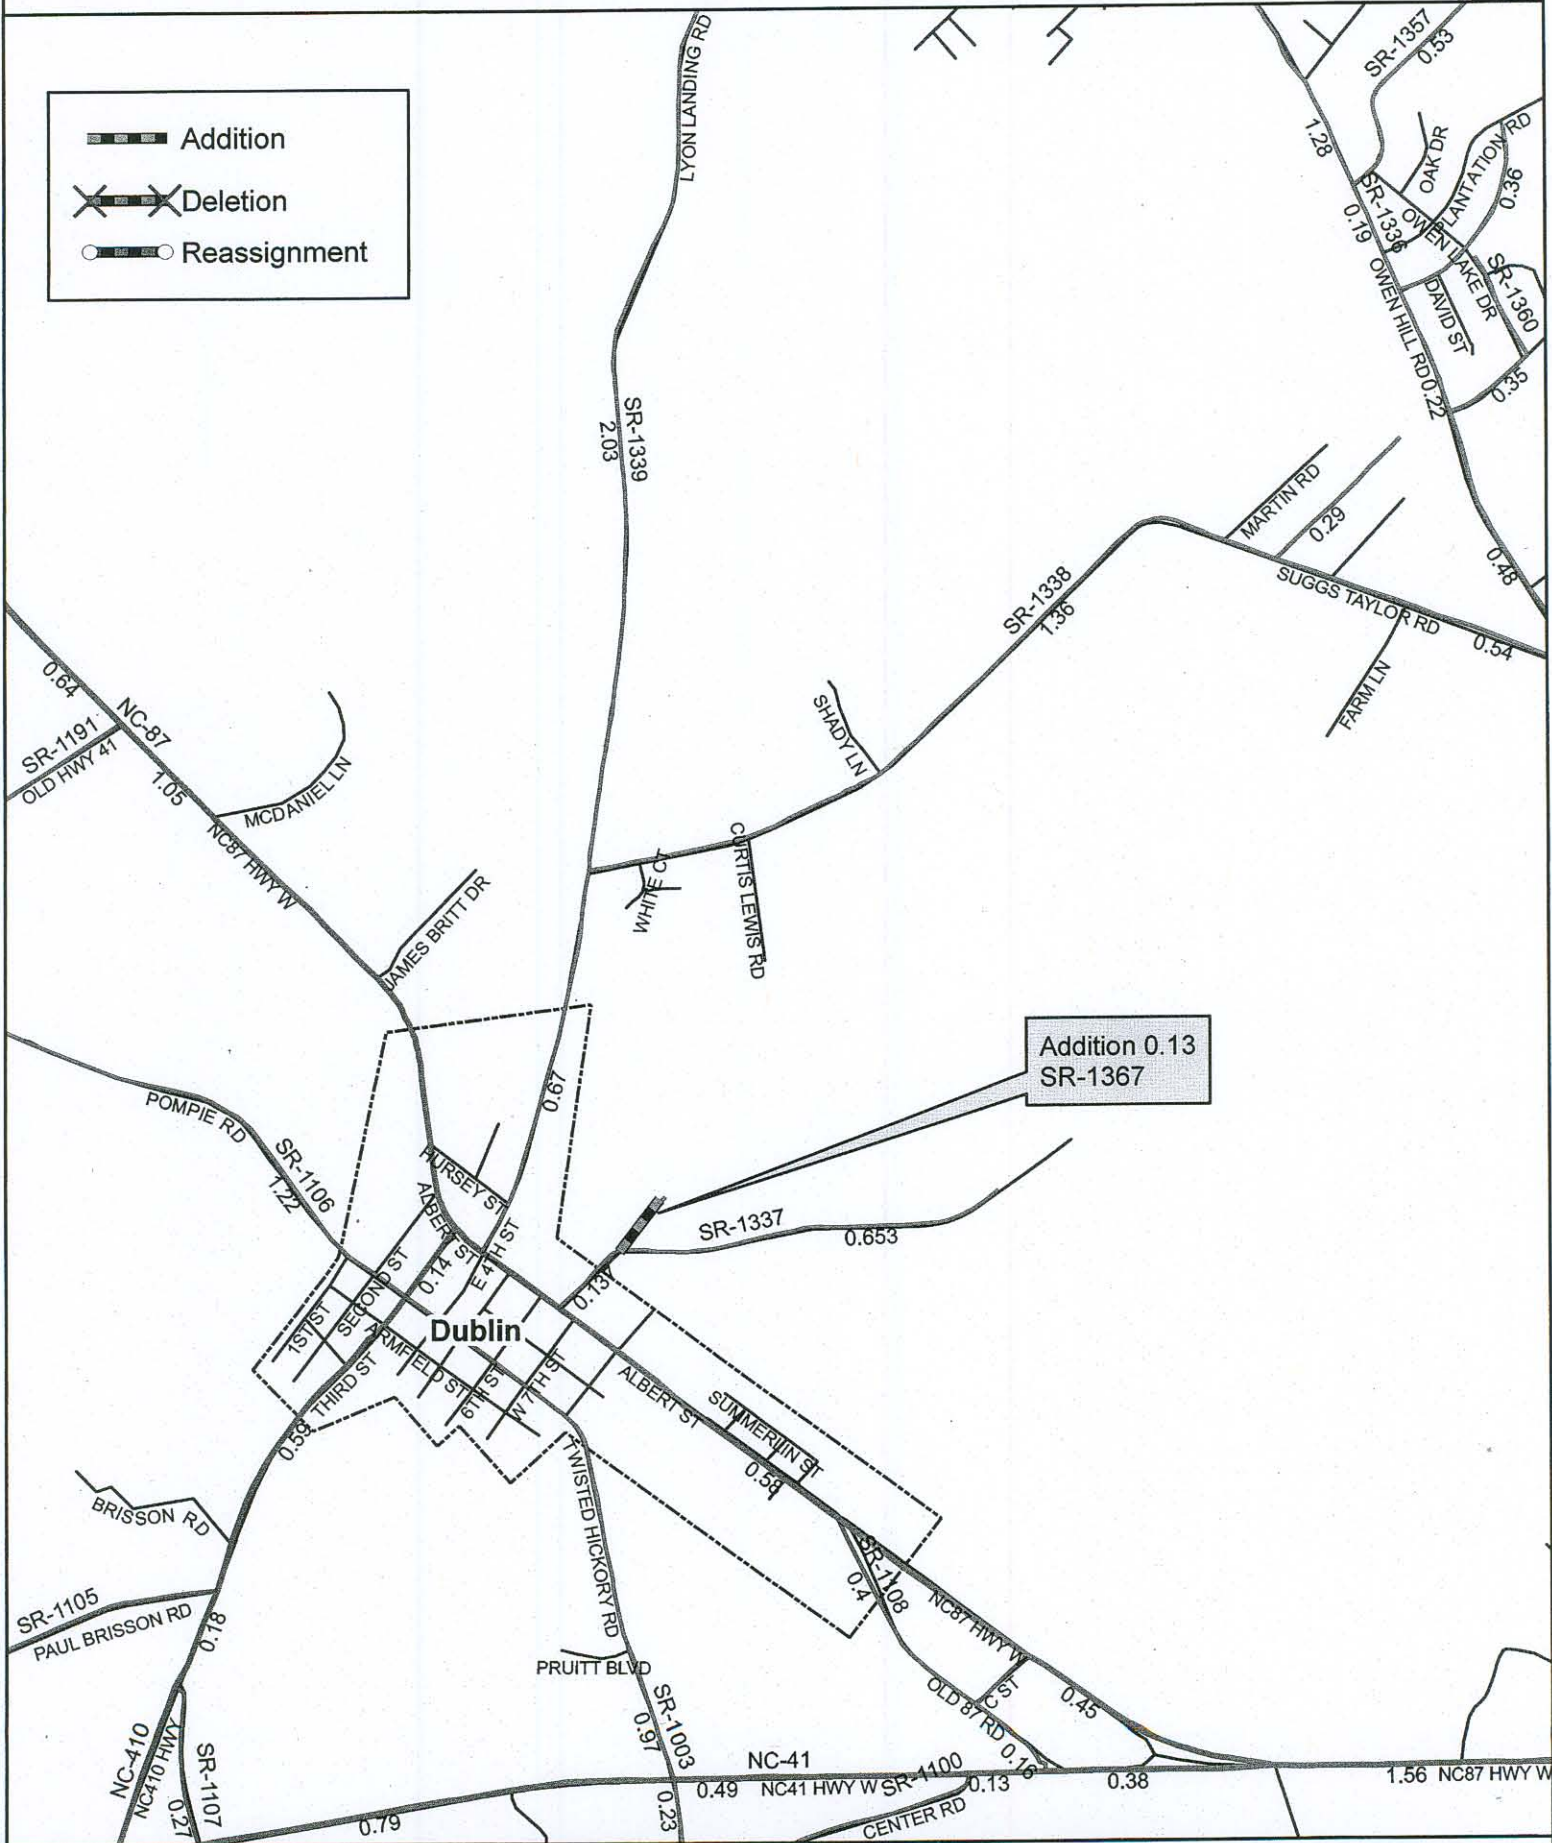 Addition
Deletion
Reassignment
LYON LANDING RD
SR-1357
0.53
1.28
OAK DR
PLANTATION RD
0.36
SR-1336
0.19
OWEN LAKE DR
SR-1360
OWEN HILL RD
DAVID ST
0.22
0.35
SR-1339
2.03
MARTIN RD
0.29
0.48
SUGGS TAYLOR RD
0.54
SR-1338
1.36
FARM LN
0.64
NC-87
SR-1191
OLD HWY 41
1.05
MCDANIEL LN
SHADY LN
NC87 HWY W
WHITE CT
CURTIS LEWIS RD
JAMES BRITT DR
Addition 0.13
SR-1367
0.67
POMPIE RD
SR-1106
1.22
HURSEY ST
ALBERT ST
E 4TH ST
SR-1337
0.653
0.14
0.137
SECOND ST
1ST ST
ARMFIELD ST
Dublin
THIRD ST
6TH ST
W 7TH ST
ALBERT ST
SUMMERLIN ST
0.59
0.58
TWISTED HICKORY RD
BRISSON RD
SR-1108
0.4
SR-1105
PAUL BRISSON RD
0.18
NC87 HWY W
PRUITT BLVD
C ST
OLD 87 RD
0.45
SR-1003
0.97
NC-410
NC410 HWY
SR-1107
0.27
NC-41
0.49
NC41 HWY W
SR-1100
0.13
0.16
0.38
1.56
NC87 HWY W
0.79
0.23
CENTER RD